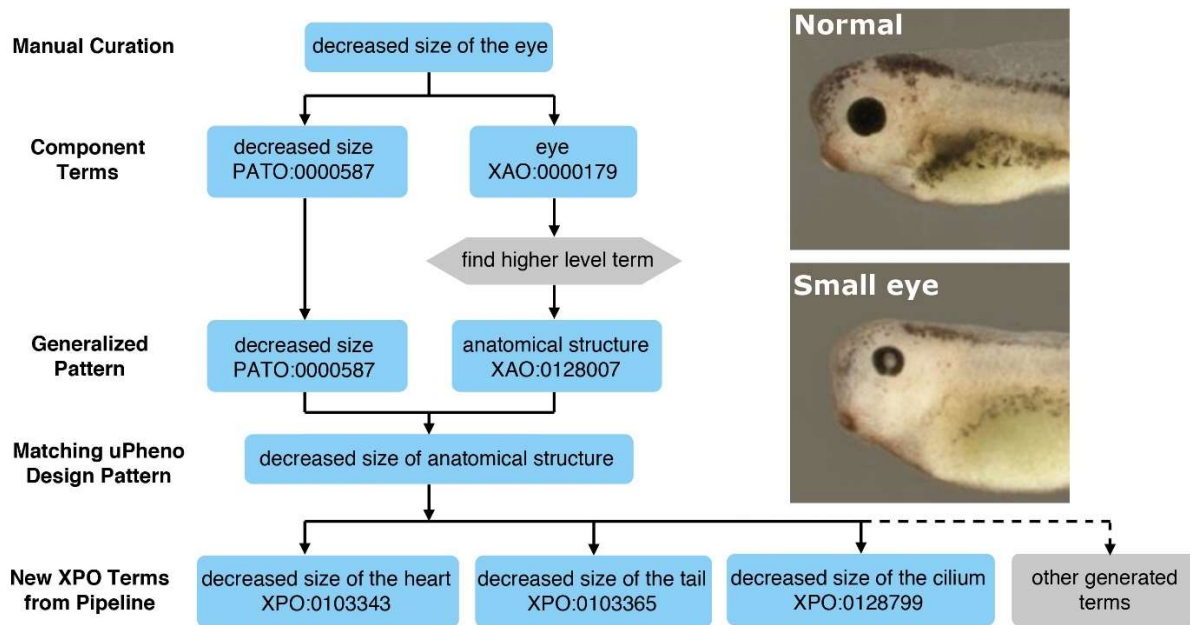 Manual Curation
decreased size of the eye
Component
Terms
decreased size
PATO:0000587
eye
XAO:0000179
find higher level term
Generalized
Pattern
decreased size
PATO:0000587
anatomical structure
XAO:0128007
Matching uPheno
Design Pattern
decreased size of anatomical structure
New XPO Terms
from Pipeline
decreased size of the heart
XPO:0103343
decreased size of the tail
XPO:0103365
decreased size of the cilium
XPO:0128799
other generated
terms
Normal
Small eye